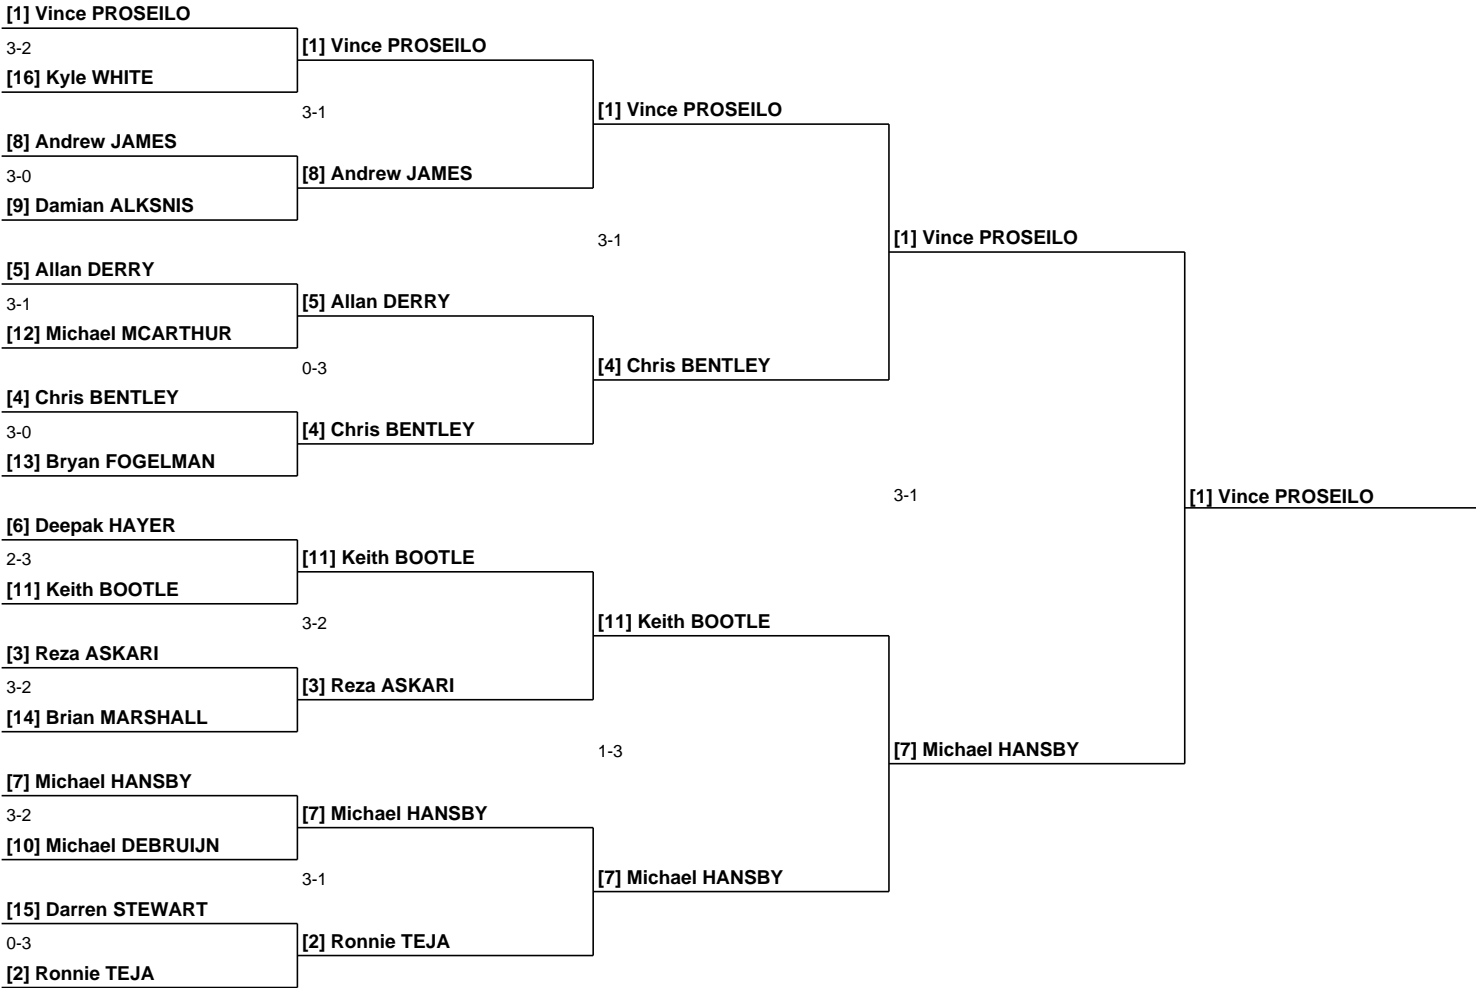 [1] Vince PROSEILO
3-2
[16] Kyle WHITE
[8] Andrew JAMES
3-0
[9] Damian ALKSNIS
[5] Allan DERRY
3-1
[12] Michael MCARTHUR
[4] Chris BENTLEY
3-0
[13] Bryan FOGELMAN
[6] Deepak HAYER
2-3
[11] Keith BOOTLE
[3] Reza ASKARI
3-2
[14] Brian MARSHALL
[7] Michael HANSBY
3-2
[10] Michael DEBRUIJN
[15] Darren STEWART
0-3
[2] Ronnie TEJA
[1] Vince PROSEILO
3-1
[8] Andrew JAMES
[5] Allan DERRY
0-3
[4] Chris BENTLEY
[11] Keith BOOTLE
3-2
[3] Reza ASKARI
[7] Michael HANSBY
3-1
[2] Ronnie TEJA
[1] Vince PROSEILO
3-1
[4] Chris BENTLEY
[11] Keith BOOTLE
1-3
[7] Michael HANSBY
[1] Vince PROSEILO
3-1
[7] Michael HANSBY
[1] Vince PROSEILO